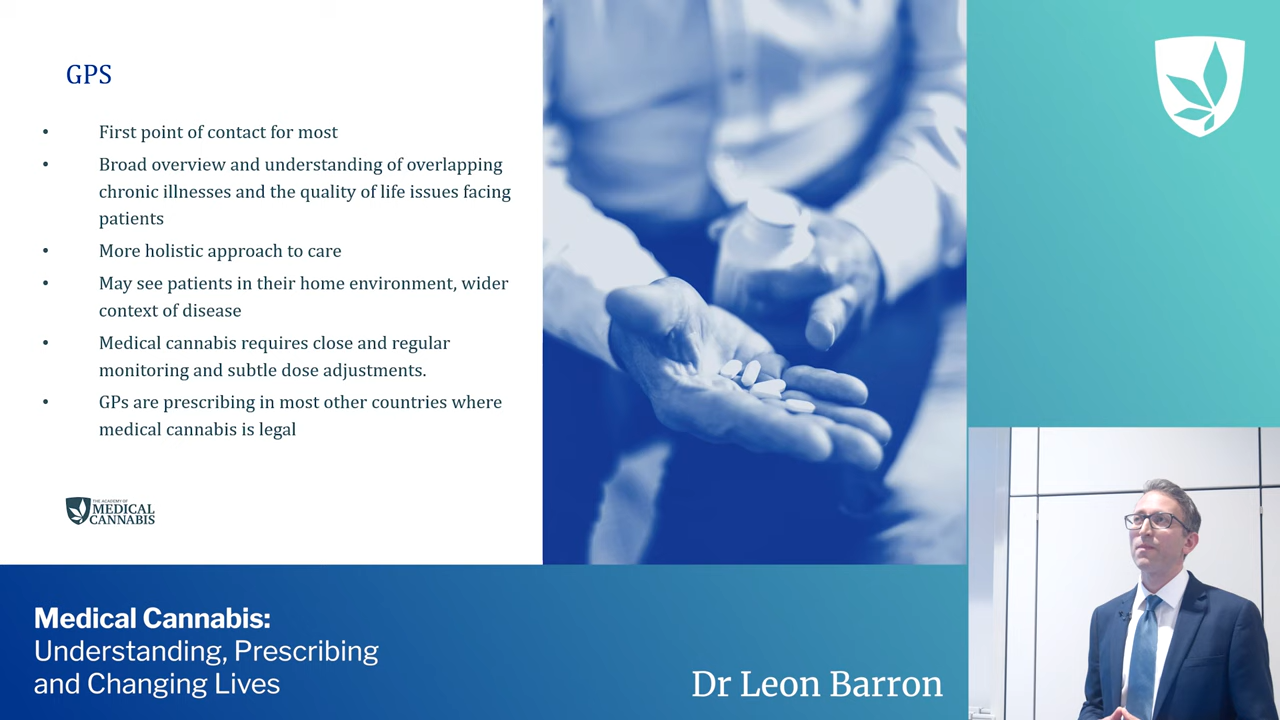 GPS
• First point of contact for most
• Broad overview and understanding of overlapping
chronic illnesses and the quality of life issues facing
patients
• More holistic approach to care
• May see patients in their home environment, wider
context of disease
• Medical cannabis requires close and regular
monitoring and subtle dose adjustments.
• GPs are prescribing in most other countries where
medical cannabis is legal
THE ACADEMY OF
MEDICAL
CANNABIS
Medical Cannabis:
Understanding, Prescribing
and Changing Lives
Dr Leon Barron